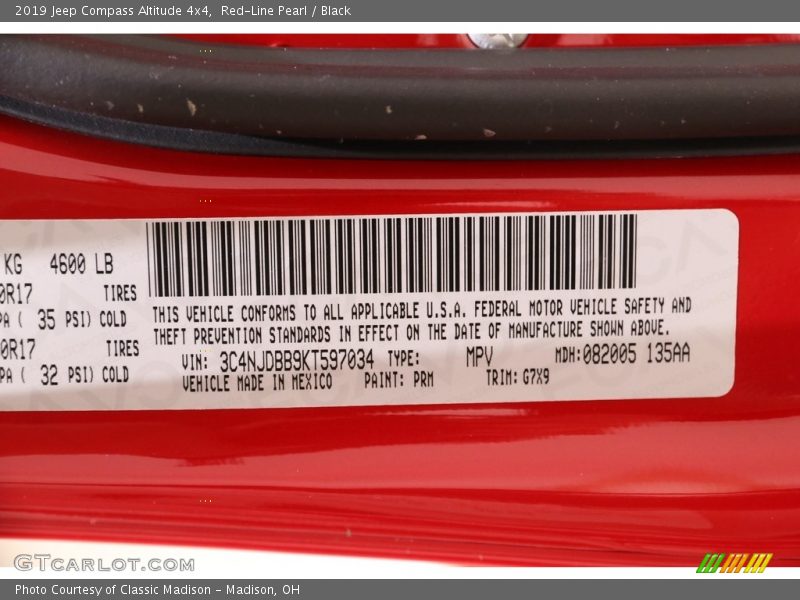 2019 Jeep Compass Altitude 4x4, Red-Line Pearl / Black
KG 4600 LB
0R17 TIRES
PA ( 35 PSI) COLD
0R17 TIRES
PA ( 32 PSI) COLD
THIS VEHICLE CONFORMS TO ALL APPLICABLE U.S.A. FEDERAL MOTOR VEHICLE SAFETY AND
THEFT PREVENTION STANDARDS IN EFFECT ON THE DATE OF MANUFACTURE SHOWN ABOVE.
VIN: 3C4NJDBB9KT597034 TYPE: MPV MDH:082005 135AA
VEHICLE MADE IN MEXICO PAINT: PRM TRIM: G7X9
GTCARLOT.COM
Photo Courtesy of Classic Madison - Madison, OH